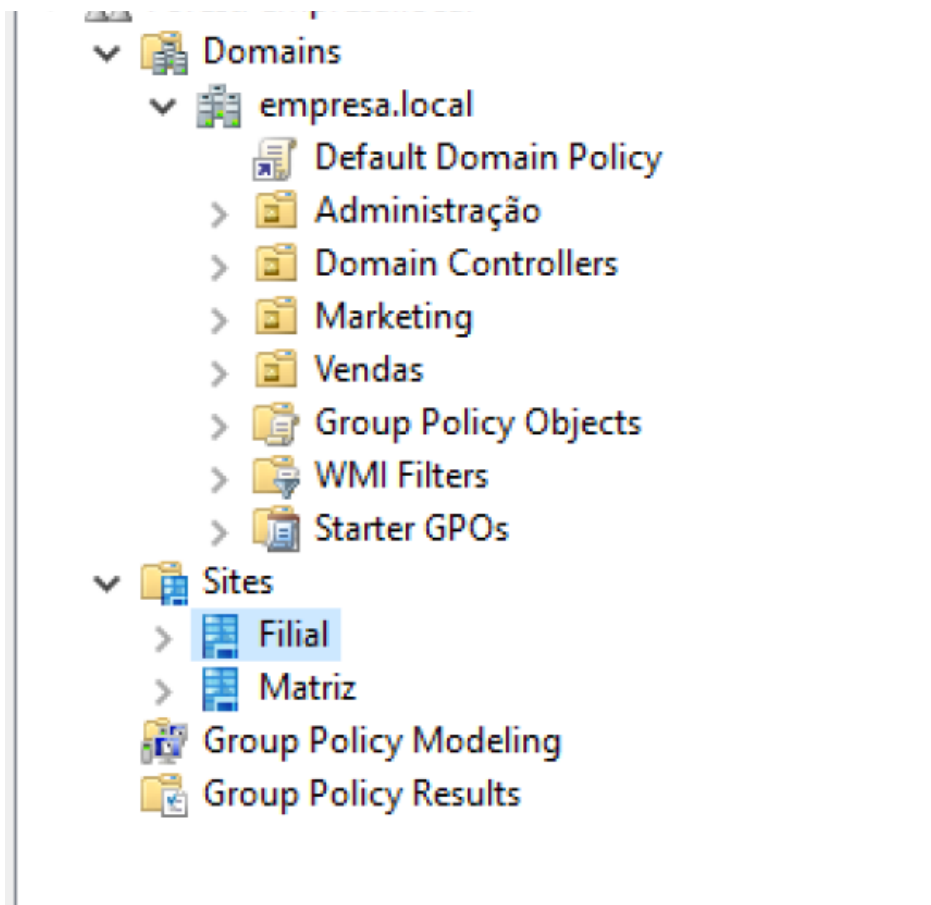 Domains
empresa.local
Default Domain Policy
Administração
Domain Controllers
Marketing
Vendas
Group Policy Objects
WMI Filters
Starter GPOs
Sites
Filial
Matriz
Group Policy Modeling
Group Policy Results